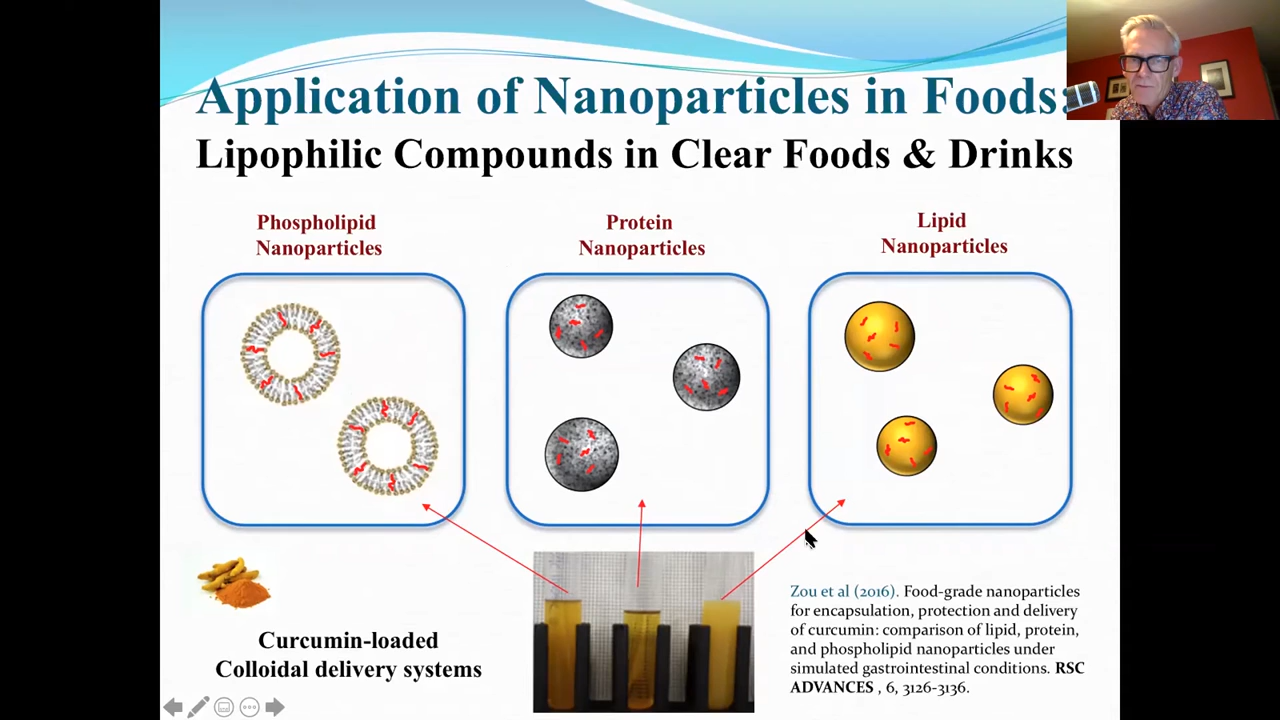 Application of Nanoparticles in Foods:
Lipophilic Compounds in Clear Foods & Drinks
Phospholipid
Nanoparticles
Protein
Nanoparticles
Lipid
Nanoparticles
Curcumin-loaded
Colloidal delivery systems
Zou et al (2016). Food-grade nanoparticles
for encapsulation, protection and delivery
of curcumin: comparison of lipid, protein,
and phospholipid nanoparticles under
simulated gastrointestinal conditions. RSC
ADVANCES , 6, 3126-3136.